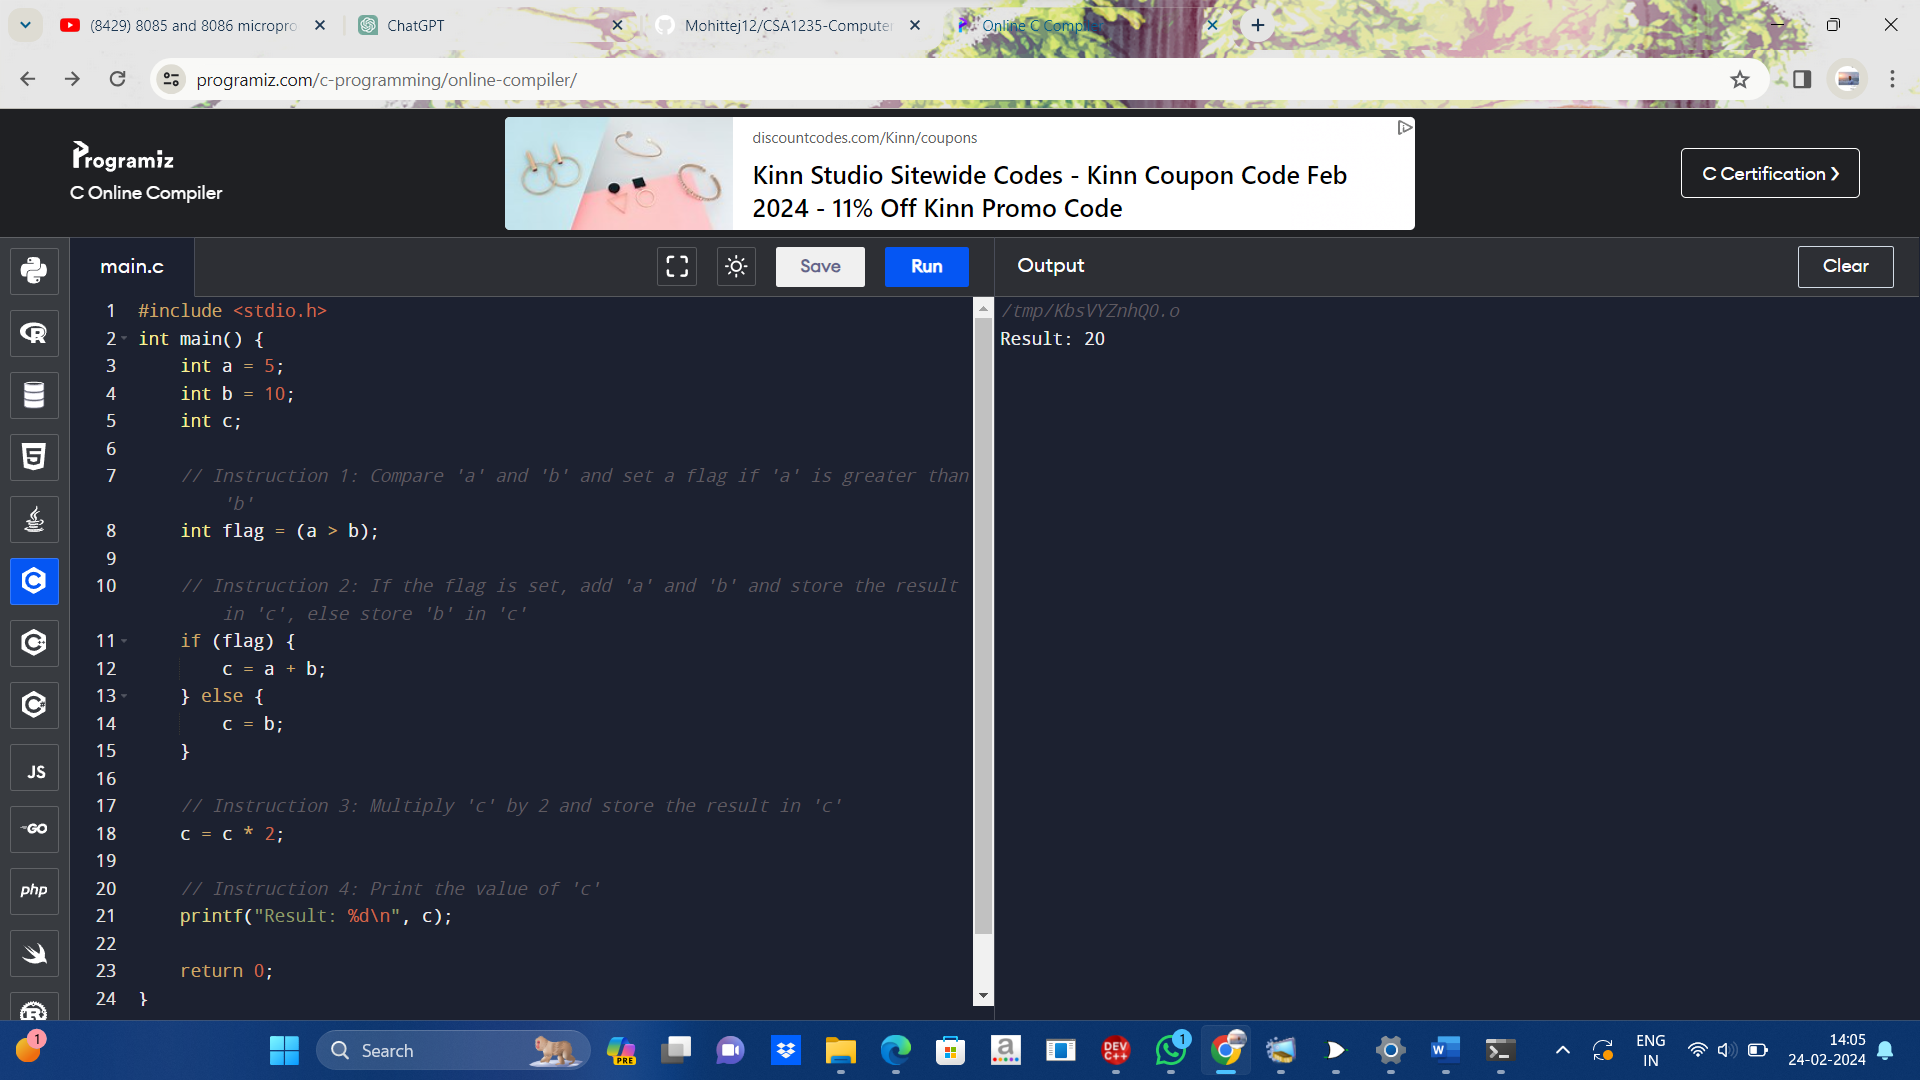 (8429) 8085 and 8086 micropro
ChatGPT
Mohittej12/CSA1235-Computer
Online C Compiler
programiz.com/c-programming/online-compiler/
Programiz
C Online Compiler
discountcodes.com/Kinn/coupons
Kinn Studio Sitewide Codes - Kinn Coupon Code Feb
2024 - 11% Off Kinn Promo Code
C Certification >
main.c
Save
Run
Output
Clear
1 #include <stdio.h>
2 int main() {
3     int a = 5;
4     int b = 10;
5     int c;
6
7     // Instruction 1: Compare 'a' and 'b' and set a flag if 'a' is greater than
        'b'
8     int flag = (a > b);
9
10     // Instruction 2: If the flag is set, add 'a' and 'b' and store the result
        in 'c', else store 'b' in 'c'
11     if (flag) {
12         c = a + b;
13     } else {
14         c = b;
15     }
16
17     // Instruction 3: Multiply 'c' by 2 and store the result in 'c'
18     c = c * 2;
19
20     // Instruction 4: Print the value of 'c'
21     printf("Result: %d\n", c);
22
23     return 0;
24 }
/tmp/KbsVYZnhQO.o
Result: 20
R
5
C
C
C
JS
GO
php
R
1
Search
PRE
a
DEV
C++
1
W
ENG
IN
14:05
24-02-2024